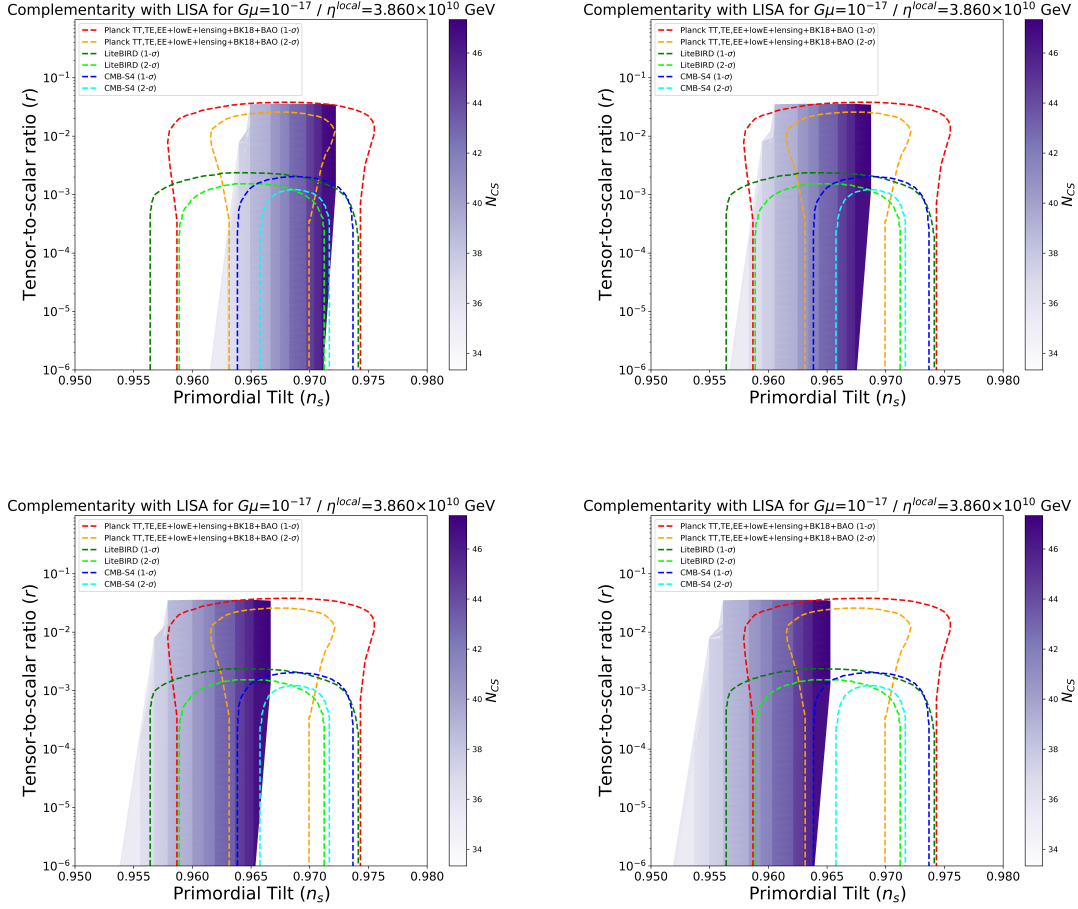 Complementarity with LISA for Gμ=10⁻¹⁷ / η^local=3.860×10¹⁰ GeV
Planck TT,TE,EE+lowE+lensing+BK18+BAO (1-σ)
Planck TT,TE,EE+lowE+lensing+BK18+BAO (2-σ)
LiteBIRD (1-σ)
LiteBIRD (2-σ)
CMB-S4 (1-σ)
CMB-S4 (2-σ)
Tensor-to-scalar ratio (r)
10⁻¹
10⁻²
10⁻³
10⁻⁴
10⁻⁵
10⁻⁶
0.950 0.955 0.960 0.965 0.970 0.975 0.980
Primordial Tilt (n_s)
46
44
42
40
38
36
34
N_CS
Complementarity with LISA for Gμ=10⁻¹⁷ / η^local=3.860×10¹⁰ GeV
Planck TT,TE,EE+lowE+lensing+BK18+BAO (1-σ)
Planck TT,TE,EE+lowE+lensing+BK18+BAO (2-σ)
LiteBIRD (1-σ)
LiteBIRD (2-σ)
CMB-S4 (1-σ)
CMB-S4 (2-σ)
Tensor-to-scalar ratio (r)
10⁻¹
10⁻²
10⁻³
10⁻⁴
10⁻⁵
10⁻⁶
0.950 0.955 0.960 0.965 0.970 0.975 0.980
Primordial Tilt (n_s)
46
44
42
40
38
36
34
N_CS
Complementarity with LISA for Gμ=10⁻¹⁷ / η^local=3.860×10¹⁰ GeV
Planck TT,TE,EE+lowE+lensing+BK18+BAO (1-σ)
Planck TT,TE,EE+lowE+lensing+BK18+BAO (2-σ)
LiteBIRD (1-σ)
LiteBIRD (2-σ)
CMB-S4 (1-σ)
CMB-S4 (2-σ)
Tensor-to-scalar ratio (r)
10⁻¹
10⁻²
10⁻³
10⁻⁴
10⁻⁵
10⁻⁶
0.950 0.955 0.960 0.965 0.970 0.975 0.980
Primordial Tilt (n_s)
46
44
42
40
38
36
34
N_CS
Complementarity with LISA for Gμ=10⁻¹⁷ / η^local=3.860×10¹⁰ GeV
Planck TT,TE,EE+lowE+lensing+BK18+BAO (1-σ)
Planck TT,TE,EE+lowE+lensing+BK18+BAO (2-σ)
LiteBIRD (1-σ)
LiteBIRD (2-σ)
CMB-S4 (1-σ)
CMB-S4 (2-σ)
Tensor-to-scalar ratio (r)
10⁻¹
10⁻²
10⁻³
10⁻⁴
10⁻⁵
10⁻⁶
0.950 0.955 0.960 0.965 0.970 0.975 0.980
Primordial Tilt (n_s)
46
44
42
40
38
36
34
N_CS